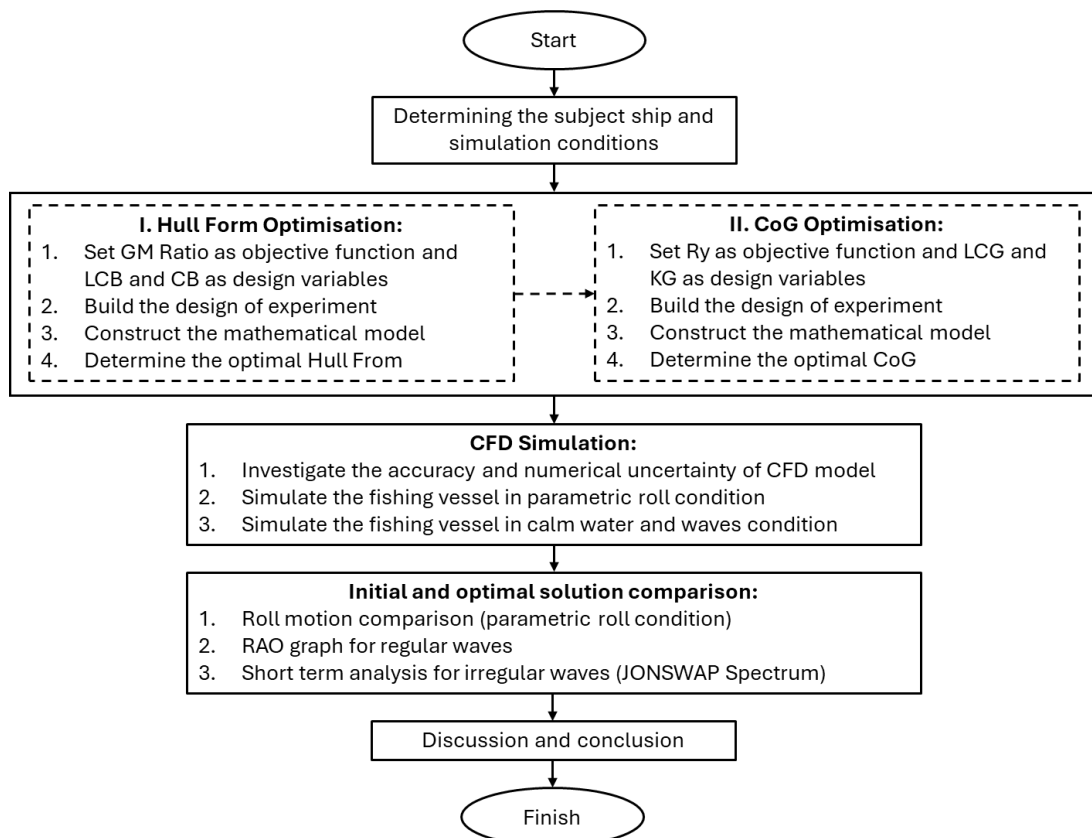 Start
Determining the subject ship and
simulation conditions
I. Hull Form Optimisation:
1. Set GM Ratio as objective function and
LCB and CB as design variables
2. Build the design of experiment
3. Construct the mathematical model
4. Determine the optimal Hull From
II. CoG Optimisation:
1. Set Ry as objective function and LCG and
KG as design variables
2. Build the design of experiment
3. Construct the mathematical model
4. Determine the optimal CoG
CFD Simulation:
1. Investigate the accuracy and numerical uncertainty of CFD model
2. Simulate the fishing vessel in parametric roll condition
3. Simulate the fishing vessel in calm water and waves condition
Initial and optimal solution comparison:
1. Roll motion comparison (parametric roll condition)
2. RAO graph for regular waves
3. Short term analysis for irregular waves (JONSWAP Spectrum)
Discussion and conclusion
Finish